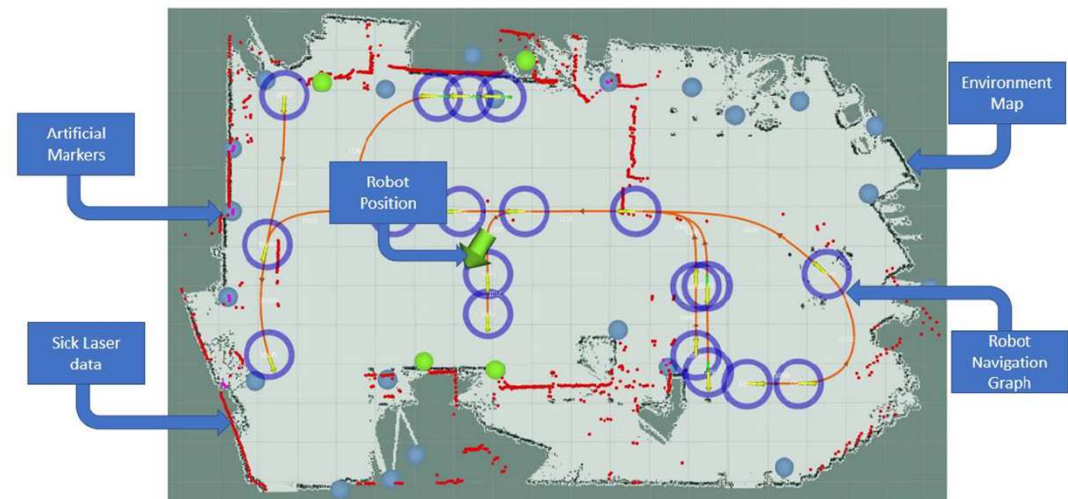 Environment
Map
Artificial
Markers
Robot
Position
Sick Laser
data
Robot
Navigation
Graph